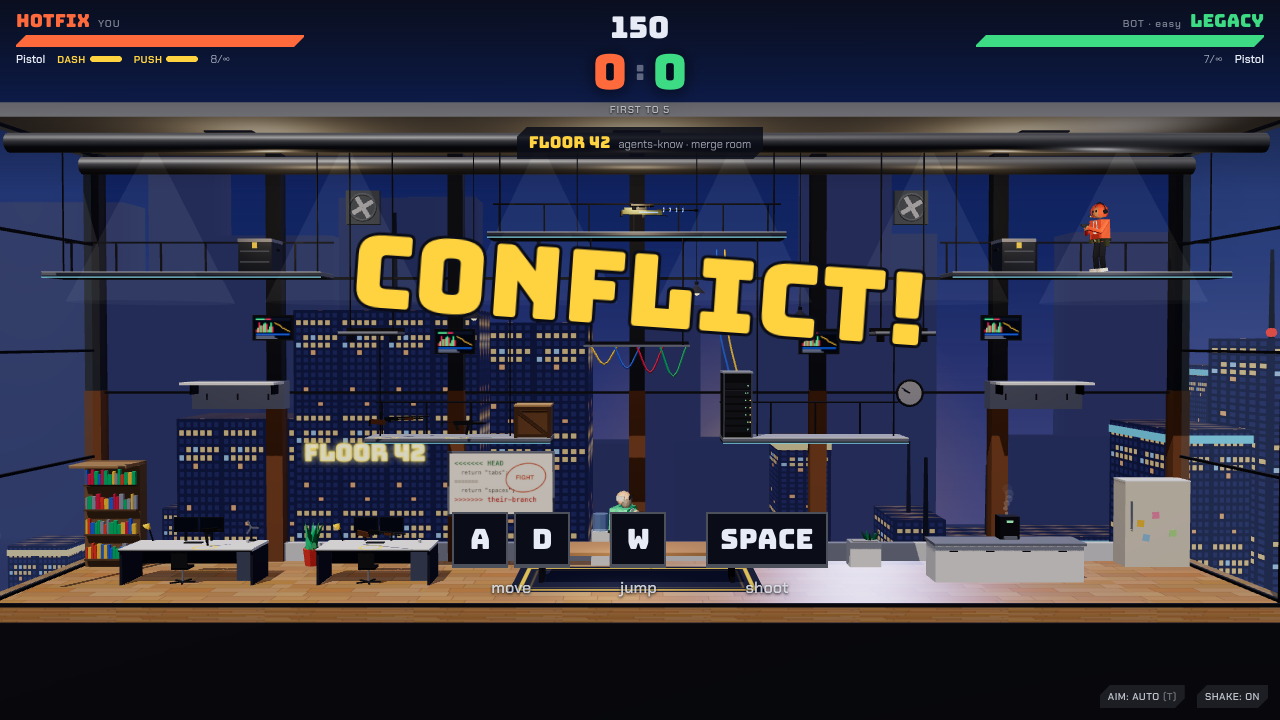 HOTFIX YOU
150
BOT · easy LEGACY
Pistol DASH PUSH 8/∞
0 : 0
7/∞ Pistol
FIRST TO 5
FLOOR 42 agents-know · merge room
CONFLICT!
FLOOR 42
<<<<<<< HEAD
return "tabs";
=======
return "spaces";
>>>>>>> their-branch
FIGHT
A D W SPACE
move jump shoot
AIM: AUTO [T] SHAKE: ON